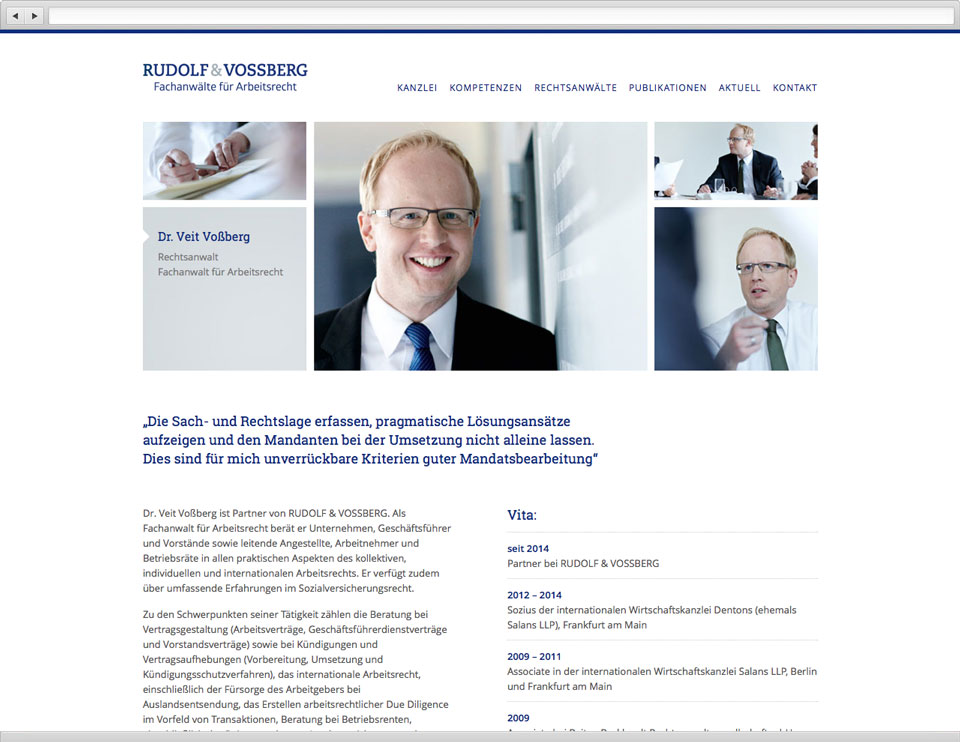 RUDOLF & VOSSBERG
Fachanwälte für Arbeitsrecht
KANZLEI KOMPETENZEN RECHTSANWÄLTE PUBLIKATIONEN AKTUELL KONTAKT
Dr. Veit Voßberg
Rechtsanwalt
Fachanwalt für Arbeitsrecht
„Die Sach- und Rechtslage erfassen, pragmatische Lösungsansätze
aufzeigen und den Mandanten bei der Umsetzung nicht alleine lassen.
Dies sind für mich unverrückbare Kriterien guter Mandatsbearbeitung“
Dr. Veit Voßberg ist Partner von RUDOLF & VOSSBERG. Als
Fachanwalt für Arbeitsrecht berät er Unternehmen, Geschäftsführer
und Vorstände sowie leitende Angestellte, Arbeitnehmer und
Betriebsräte in allen praktischen Aspekten des kollektiven,
individuellen und internationalen Arbeitsrechts. Er verfügt zudem
über umfassende Erfahrungen im Sozialversicherungsrecht.
Zu den Schwerpunkten seiner Tätigkeit zählen die Beratung bei
Vertragsgestaltung (Arbeitsverträge, Geschäftsführerdienstverträge
und Vorstandsverträge) sowie bei Kündigungen und
Vertragsaufhebungen (Vorbereitung, Umsetzung und
Kündigungsschutzverfahren), das internationale Arbeitsrecht,
einschließlich der Fürsorge des Arbeitgebers bei
Auslandsentsendung, das Erstellen arbeitsrechtlicher Due Diligence
im Vorfeld von Transaktionen, Beratung bei Betriebsrenten,
Vita:
seit 2014
Partner bei RUDOLF & VOSSBERG
2012 – 2014
Sozius der internationalen Wirtschaftskanzlei Dentons (ehemals
Salans LLP), Frankfurt am Main
2009 – 2011
Associate in der internationalen Wirtschaftskanzlei Salans LLP, Berlin
und Frankfurt am Main
2009